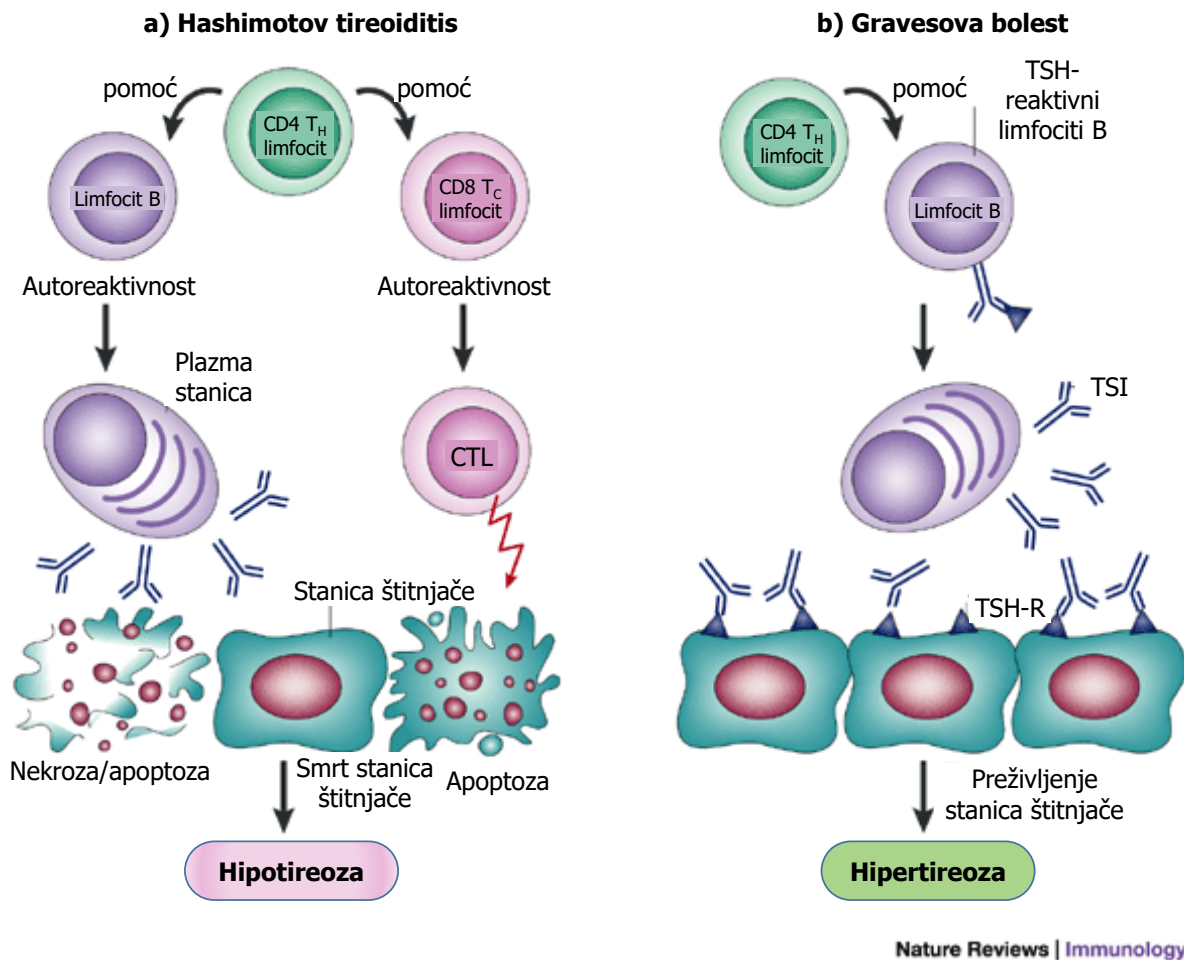 a) Hashimotov tireoiditis
pomoć
pomoć
CD4 TH
limfocit
Limfocit B
CD8 TC
limfocit
Autoreaktivnost
Autoreaktivnost
Plazma
stanica
CTL
Stanica štitnjače
Nekroza/apoptoza
Smrt stanica
štitnjače
Apoptoza
Hipotireoza
b) Gravesova bolest
CD4 TH
limfocit
pomoć
TSH-
reaktivni
limfociti B
Limfocit B
TSI
TSH-R
Preživljenje
stanica štitnjače
Hipertireoza
Nature Reviews | Immunology